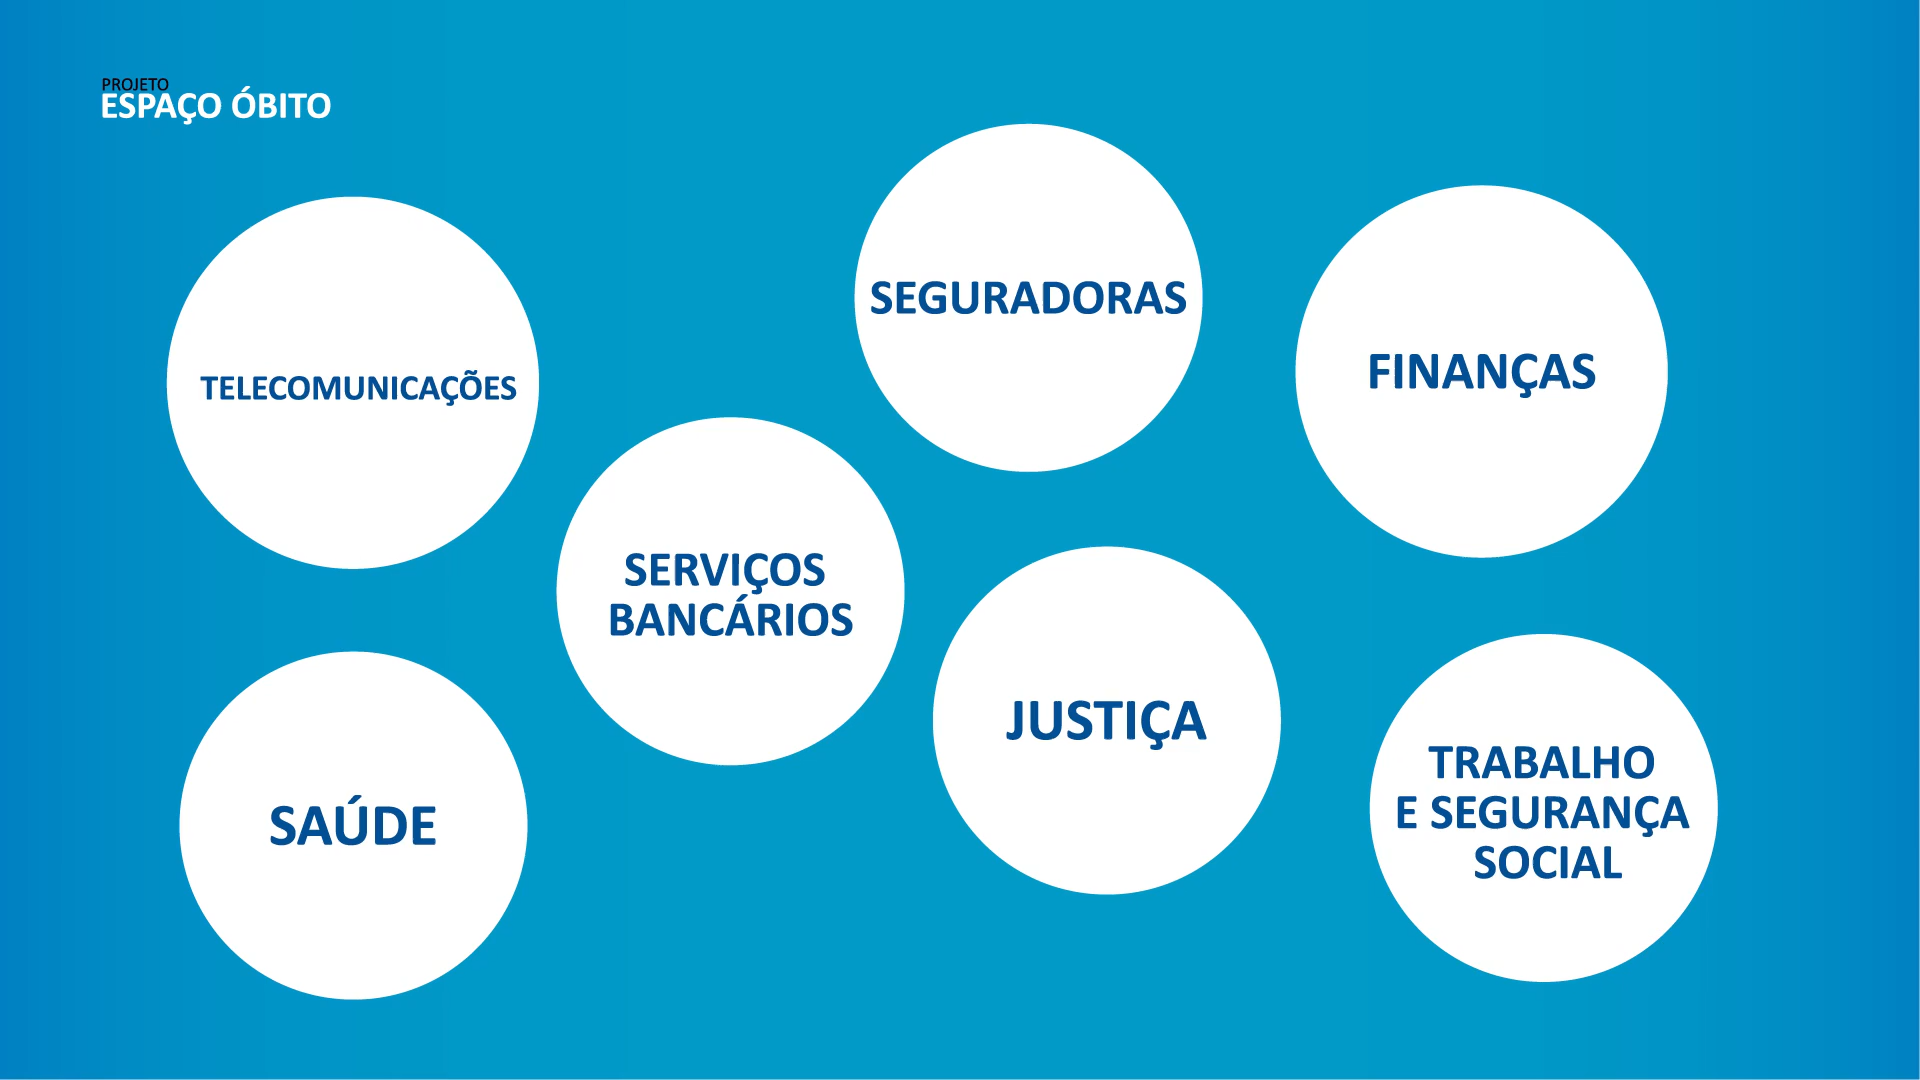 PROJETO
ESPAÇO ÓBITO
TELECOMUNICAÇÕES
SEGURADORAS
FINANÇAS
SERVIÇOS
BANCÁRIOS
SAÚDE
JUSTIÇA
TRABALHO
E SEGURANÇA
SOCIAL